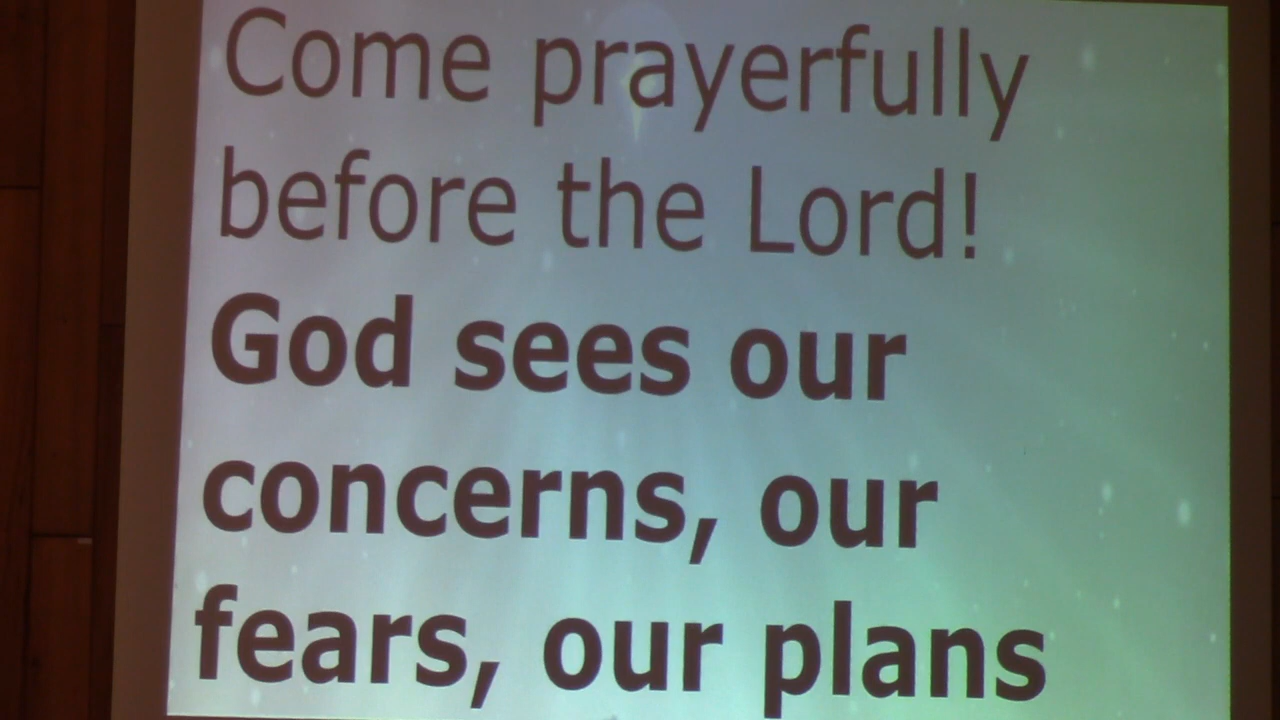 Come prayerfully
before the Lord!
God sees our
concerns, our
fears, our plans